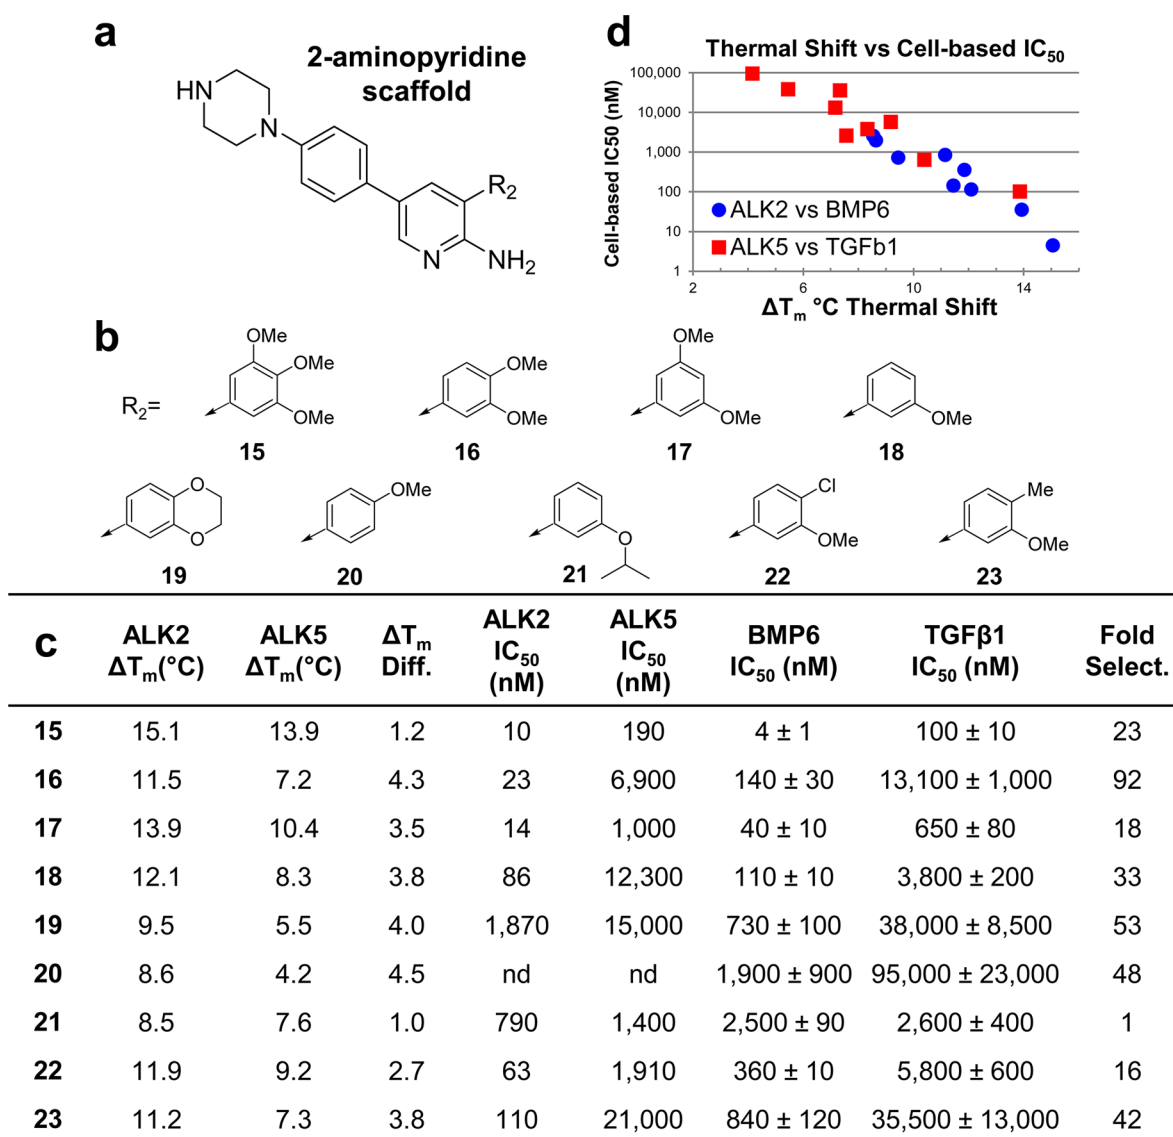 a
2-aminopyridine
scaffold
HN
N
R2
N
NH2
d
Thermal Shift vs Cell-based IC50
Cell-based IC50 (nM)
100,000
10,000
1,000
100
10
1
ALK2 vs BMP6
ALK5 vs TGFb1
2 6 10 14
ΔTm °C Thermal Shift
b
R2=
OMe
OMe
OMe
15
OMe
OMe
16
OMe
OMe
17
OMe
18
O
O
19
OMe
20
O
21
Cl
OMe
22
Me
OMe
23
c ALK2 ΔTm(°C) ALK5 ΔTm(°C) ΔTm Diff. ALK2 IC50 (nM) ALK5 IC50 (nM) BMP6 IC50 (nM) TGFβ1 IC50 (nM) Fold Select.
15 15.1 13.9 1.2 10 190 4 ± 1 100 ± 10 23
16 11.5 7.2 4.3 23 6,900 140 ± 30 13,100 ± 1,000 92
17 13.9 10.4 3.5 14 1,000 40 ± 10 650 ± 80 18
18 12.1 8.3 3.8 86 12,300 110 ± 10 3,800 ± 200 33
19 9.5 5.5 4.0 1,870 15,000 730 ± 100 38,000 ± 8,500 53
20 8.6 4.2 4.5 nd nd 1,900 ± 900 95,000 ± 23,000 48
21 8.5 7.6 1.0 790 1,400 2,500 ± 90 2,600 ± 400 1
22 11.9 9.2 2.7 63 1,910 360 ± 10 5,800 ± 600 16
23 11.2 7.3 3.8 110 21,000 840 ± 120 35,500 ± 13,000 42